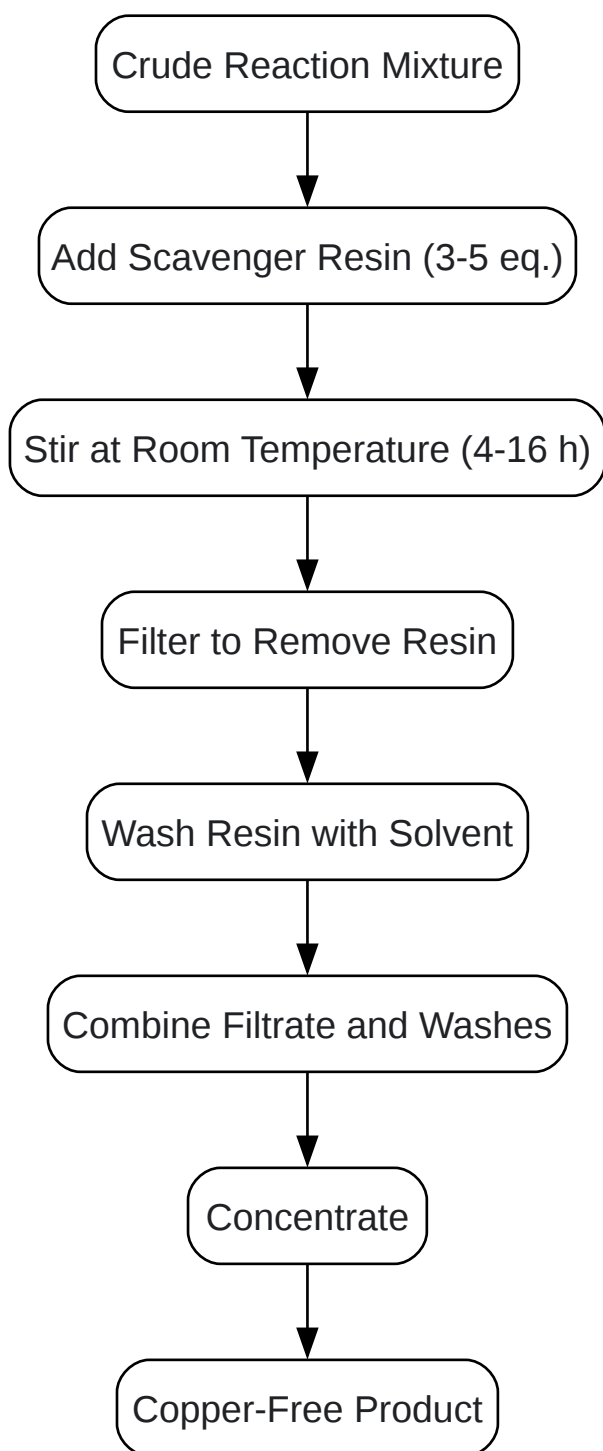 Crude Reaction Mixture
Add Scavenger Resin (3-5 eq.)
Stir at Room Temperature (4-16 h)
Filter to Remove Resin
Wash Resin with Solvent
Combine Filtrate and Washes
Concentrate
Copper-Free Product